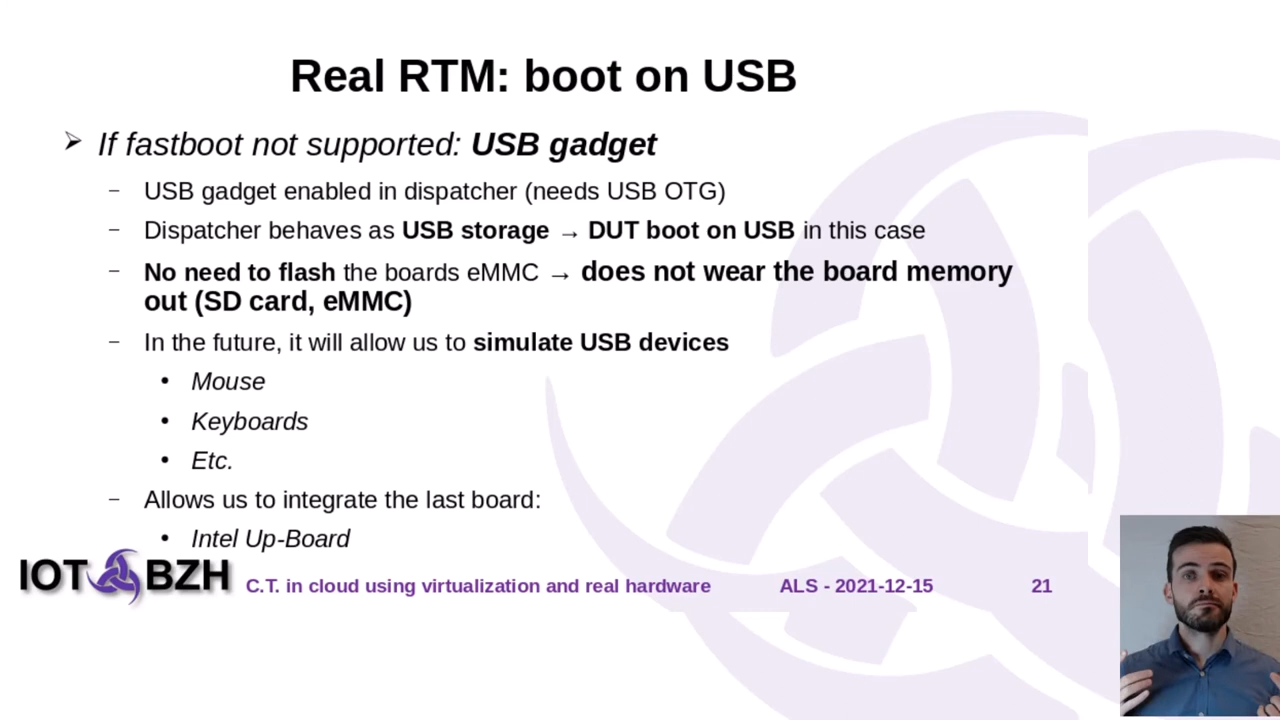 Real RTM: boot on USB
➢ If fastboot not supported: USB gadget
– USB gadget enabled in dispatcher (needs USB OTG)
– Dispatcher behaves as USB storage → DUT boot on USB in this case
– No need to flash the boards eMMC → does not wear the board memory
out (SD card, eMMC)
– In the future, it will allow us to simulate USB devices
• Mouse
• Keyboards
• Etc.
– Allows us to integrate the last board:
• Intel Up-Board
IOT BZH
C.T. in cloud using virtualization and real hardware ALS - 2021-12-15 21